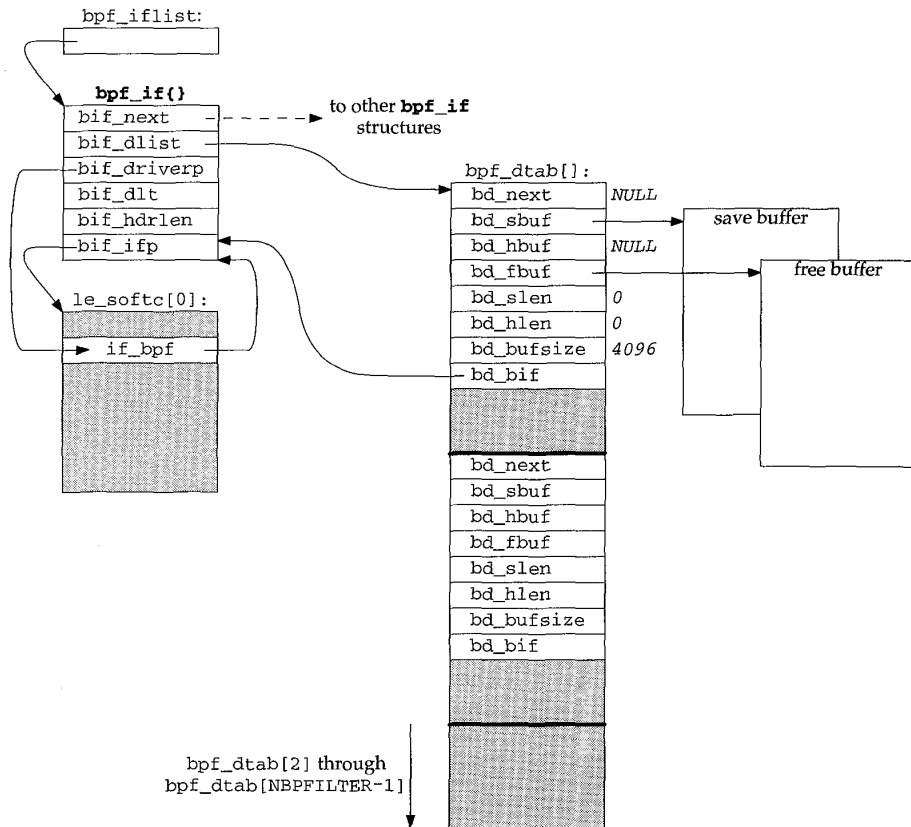 bpf_iflist:
bpf_if{}
bif_next
bif_dlist
bif_driverp
bif_dlt
bif_hdrlen
bif_ifp
to other bpf_if
structures
le_softc[0]:
if_bpf
bpf_dtab[]:
bd_next NULL
bd_sbuf
bd_hbuf NULL
bd_fbuf
bd_slen 0
bd_hlen 0
bd_bufsize 4096
bd_bif
save buffer
free buffer
bd_next
bd_sbuf
bd_hbuf
bd_fbuf
bd_slen
bd_hlen
bd_bufsize
bd_bif
bpf_dtab[2] through
bpf_dtab[NBPFILTER-1]